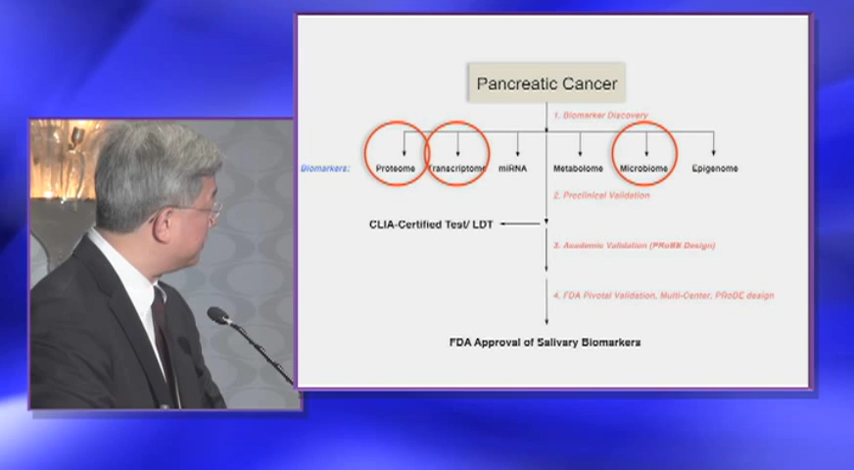 Pancreatic Cancer
1. Biomarker Discovery
Biomarkers: Proteome Transcriptome miRNA Metabolome Microbiome Epigenome
2. Preclinical Validation
CLIA-Certified Test/ LDT
3. Academic Validation (PRoBE Design)
4. FDA Pivotal Validation, Multi-Center, PRoBE design
FDA Approval of Salivary Biomarkers